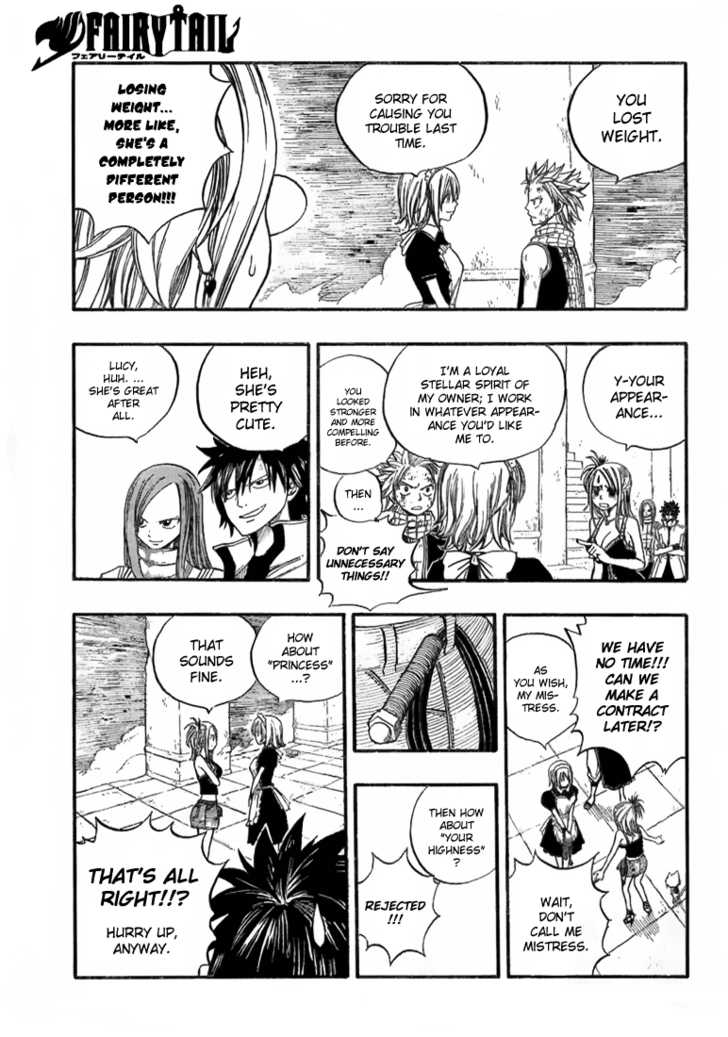 FAIRY TAIL
フェアリーテイル
YOU
LOST
WEIGHT.
SORRY FOR
CAUSING YOU
TROUBLE LAST
TIME.
LOSING
WEIGHT...
MORE LIKE,
SHE'S A
COMPLETELY
DIFFERENT
PERSON!!!
Y-YOUR
APPEAR-
ANCE...
I'M A LOYAL
STELLAR SPIRIT OF
MY OWNER; I WORK
IN WHATEVER APPEAR-
ANCE YOU'D LIKE
ME TO.
YOU
LOOKED
STRONGER
AND MORE
COMPELLING
BEFORE.
THEN
...
DON'T SAY
UNNECESSARY
THINGS!!
HEH,
SHE'S
PRETTY
CUTE.
LUCY,
HUH. ...
SHE'S GREAT
AFTER
ALL.
WE HAVE
NO TIME!!!
CAN WE
MAKE A
CONTRACT
LATER!?
AS
YOU WISH,
MY MIS-
TRESS.
WAIT,
DON'T
CALL ME
MISTRESS.
THEN HOW
ABOUT
"YOUR
HIGHNESS"
?
REJECTED
!!!
HOW
ABOUT
"PRINCESS"
...?
THAT
SOUNDS
FINE.
THAT'S ALL
RIGHT!!?
HURRY UP,
ANYWAY.